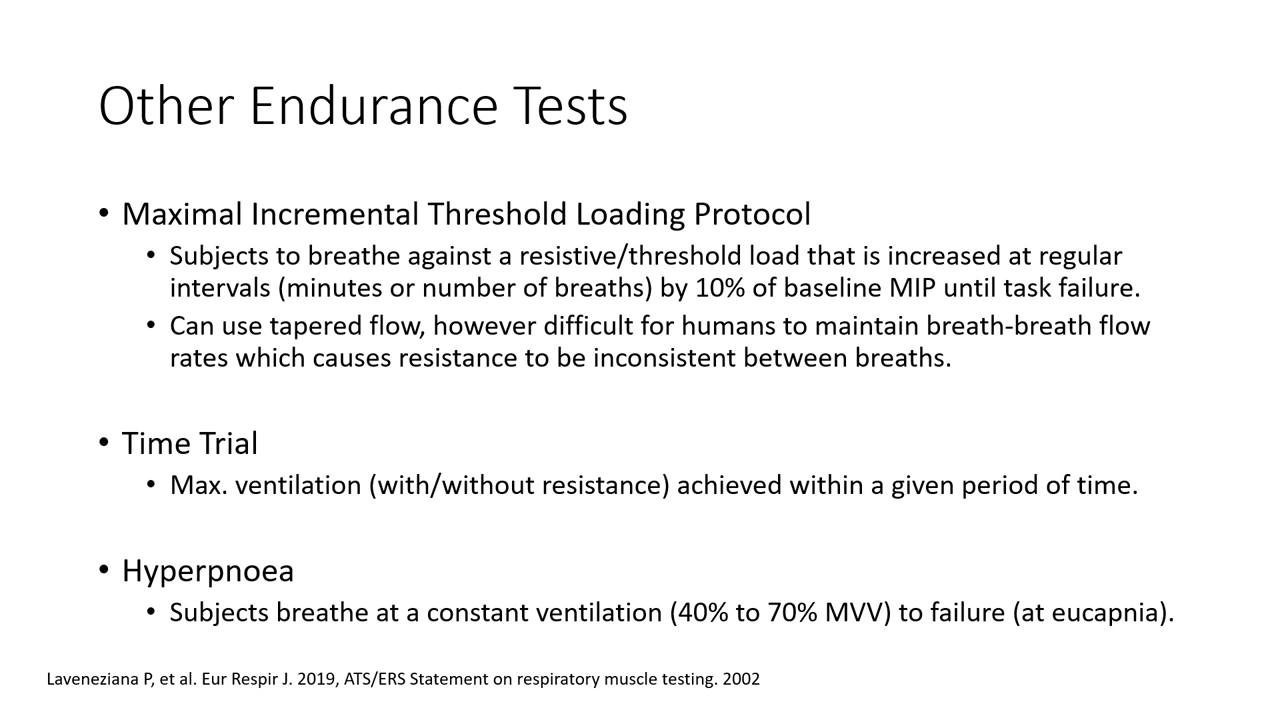 Other Endurance Tests
• Maximal Incremental Threshold Loading Protocol
• Subjects to breathe against a resistive/threshold load that is increased at regular
intervals (minutes or number of breaths) by 10% of baseline MIP until task failure.
• Can use tapered flow, however difficult for humans to maintain breath-breath flow
rates which causes resistance to be inconsistent between breaths.
• Time Trial
• Max. ventilation (with/without resistance) achieved within a given period of time.
• Hyperpnoea
• Subjects breathe at a constant ventilation (40% to 70% MVV) to failure (at eucapnia).
Laveneziana P, et al. Eur Respir J. 2019, ATS/ERS Statement on respiratory muscle testing. 2002